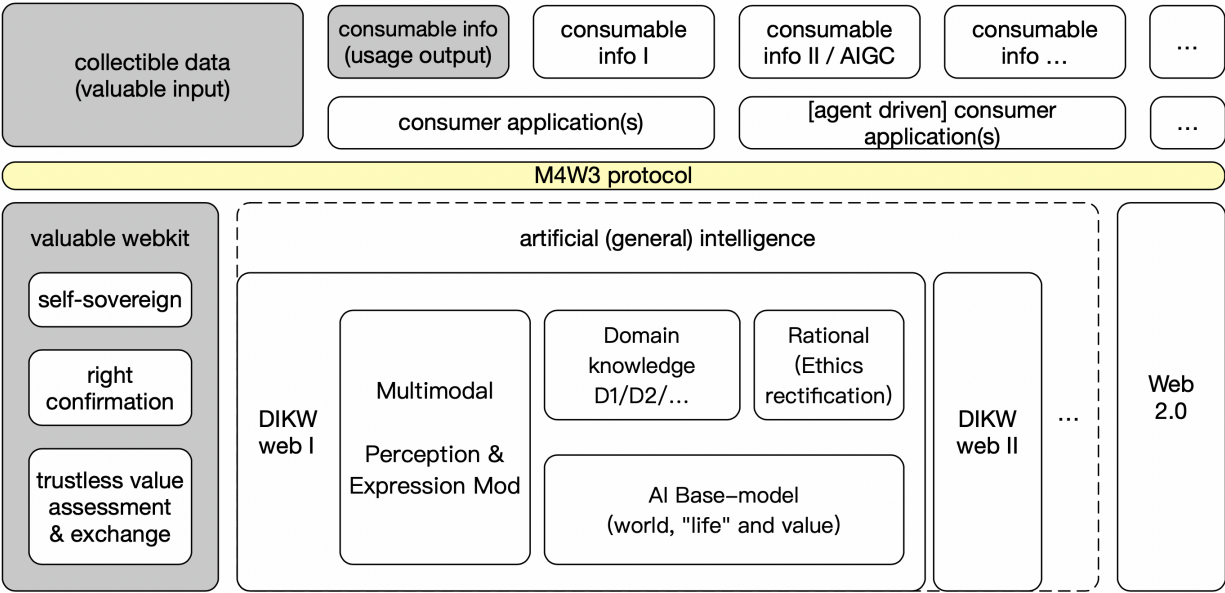 collectible data
(valuable input)
consumable info
(usage output)
consumable
info I
consumable
info II / AIGC
consumable
info ...
...
consumer application(s)
[agent driven] consumer
application(s)
...
M4W3 protocol
valuable webkit
self-sovereign
right
confirmation
trustless value
assessment
& exchange
artificial (general) intelligence
DIKW
web I
Multimodal
Perception &
Expression Mod
Domain
knowledge
D1/D2/...
Rational
(Ethics
rectification)
AI Base-model
(world, "life" and value)
DIKW
web II
...
Web
2.0